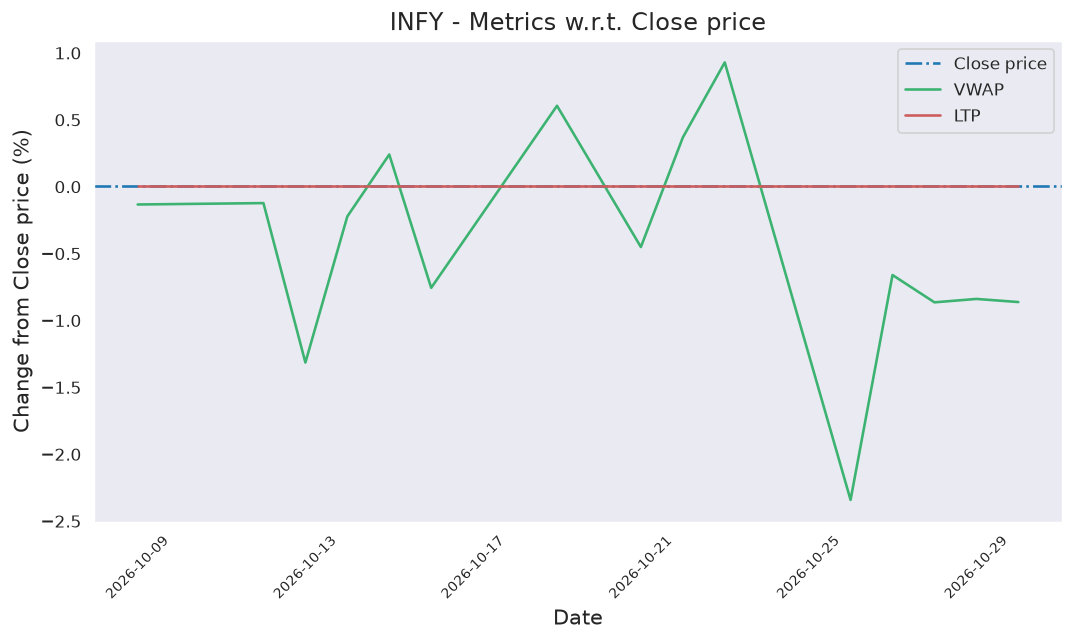 INFY - Metrics w.r.t. Close price
Close price
VWAP
LTP
Change from Close price (%)
1.0
0.5
0.0
−0.5
−1.0
−1.5
−2.0
−2.5
2026-10-09
2026-10-13
2026-10-17
2026-10-21
2026-10-25
2026-10-29
Date